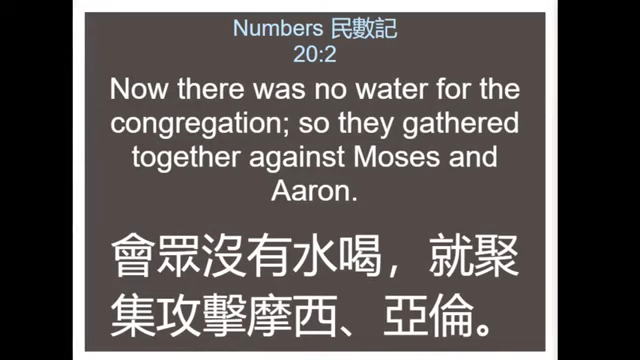 Numbers 民數記
20:2
Now there was no water for the
congregation; so they gathered
together against Moses and
Aaron.
會眾沒有水喝，就聚
集攻擊摩西、亞倫。